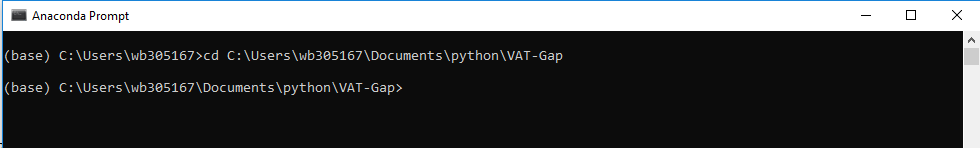 Anaconda Prompt
(base) C:\Users\wb305167>cd C:\Users\wb305167\Documents\python\VAT-Gap
(base) C:\Users\wb305167\Documents\python\VAT-Gap>